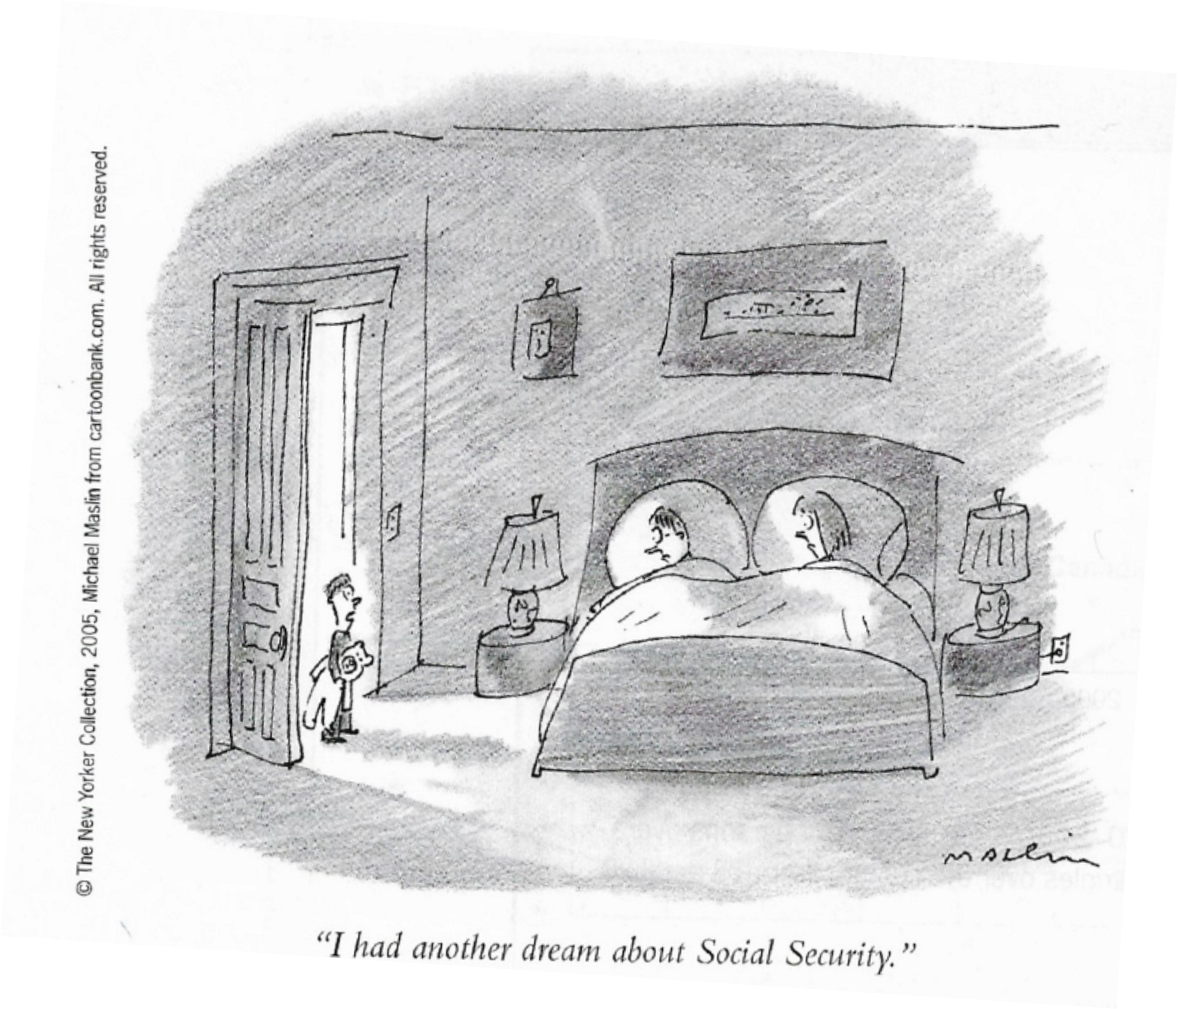 © The New Yorker Collection, 2005, Michael Maslin from cartoonbank.com. All rights reserved.
maslin
“I had another dream about Social Security.”